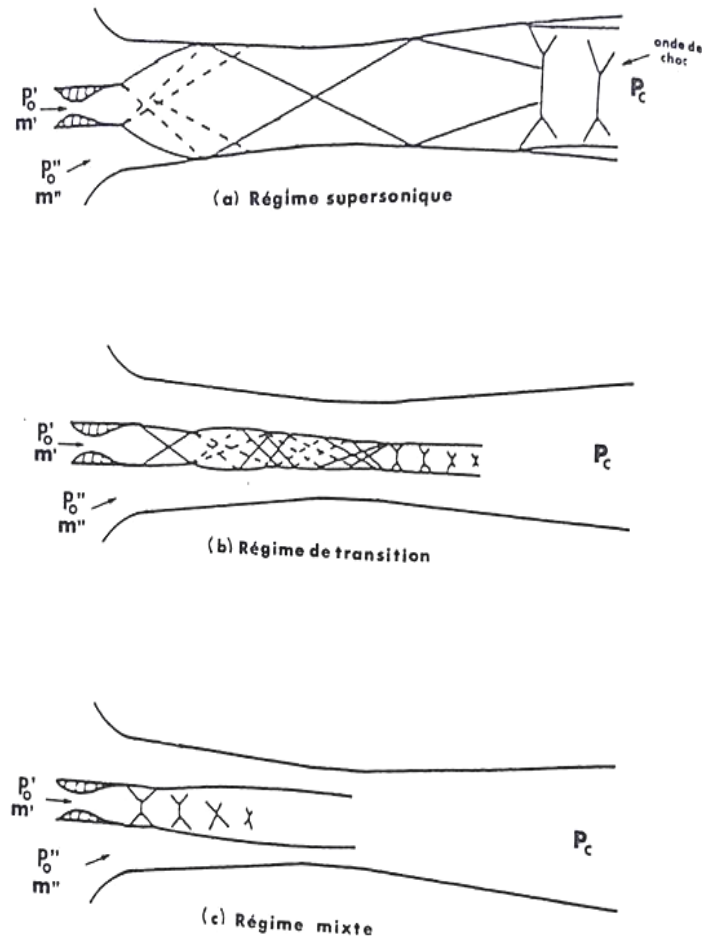 onde de
choc
P'o
m'
Pc
P"o
m"
(a) Régime supersonique
P'o
m'
Pc
P"o
m"
(b) Régime de transition
P'o
m'
Pc
P"o
m"
(c) Régime mixte